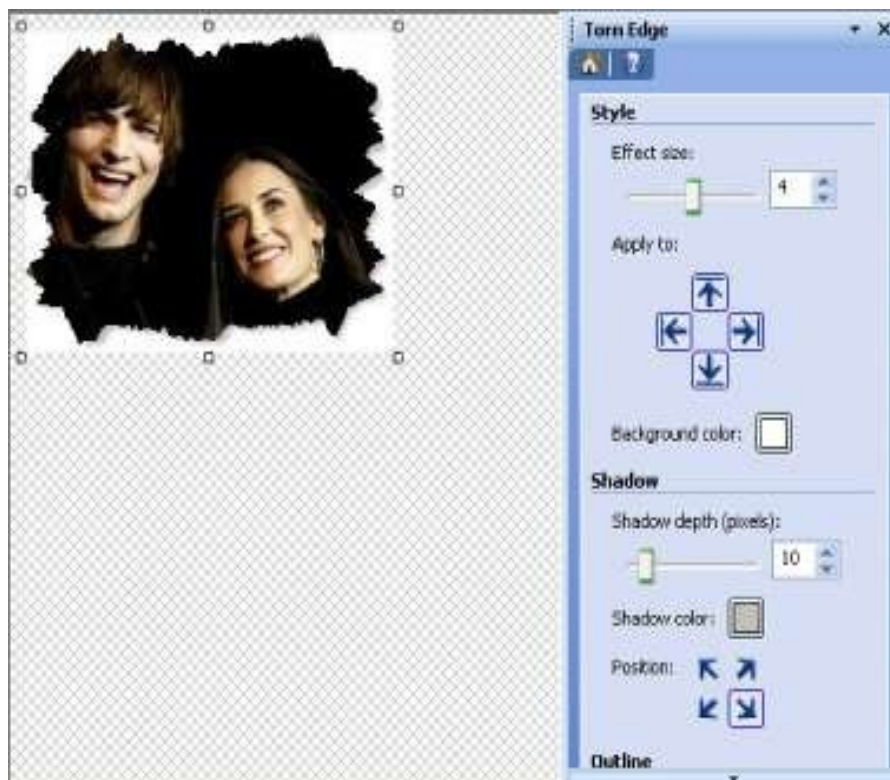 Torn Edge
Style
Effect size:
4
Apply to:
Background color:
Shadow
Shadow depth (pixels):
10
Shadow color:
Position:
Outline